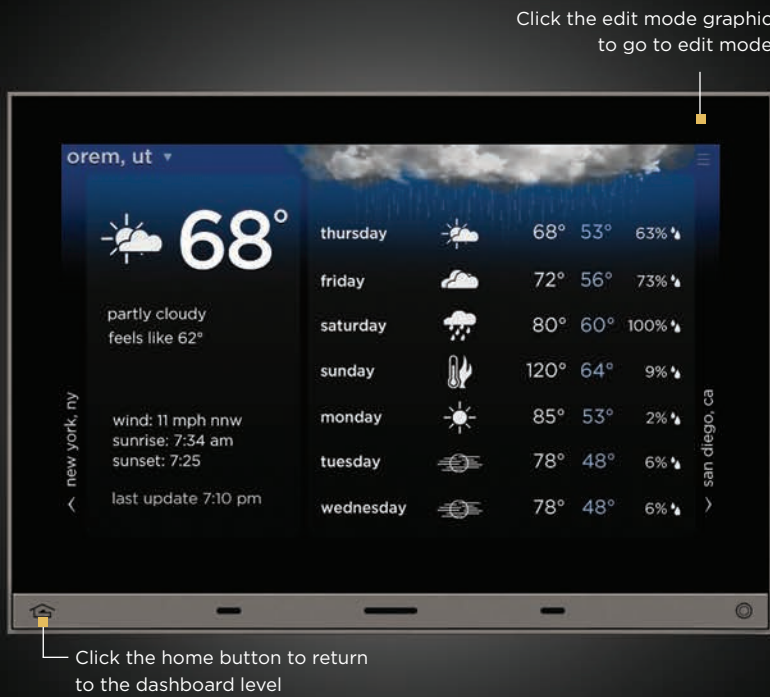 Click the edit mode graphic
to go to edit mode
orem, ut
68°
partly cloudy
feels like 62°
wind: 11 mph nnw
sunrise: 7:34 am
sunset: 7:25
last update 7:10 pm
thursday 68° 53° 63%
friday 72° 56° 73%
saturday 80° 60° 100%
sunday 120° 64° 9%
monday 85° 53° 2%
tuesday 78° 48° 6%
wednesday 78° 48° 6%
< new york, ny
san diego, ca >
Click the home button to return
to the dashboard level